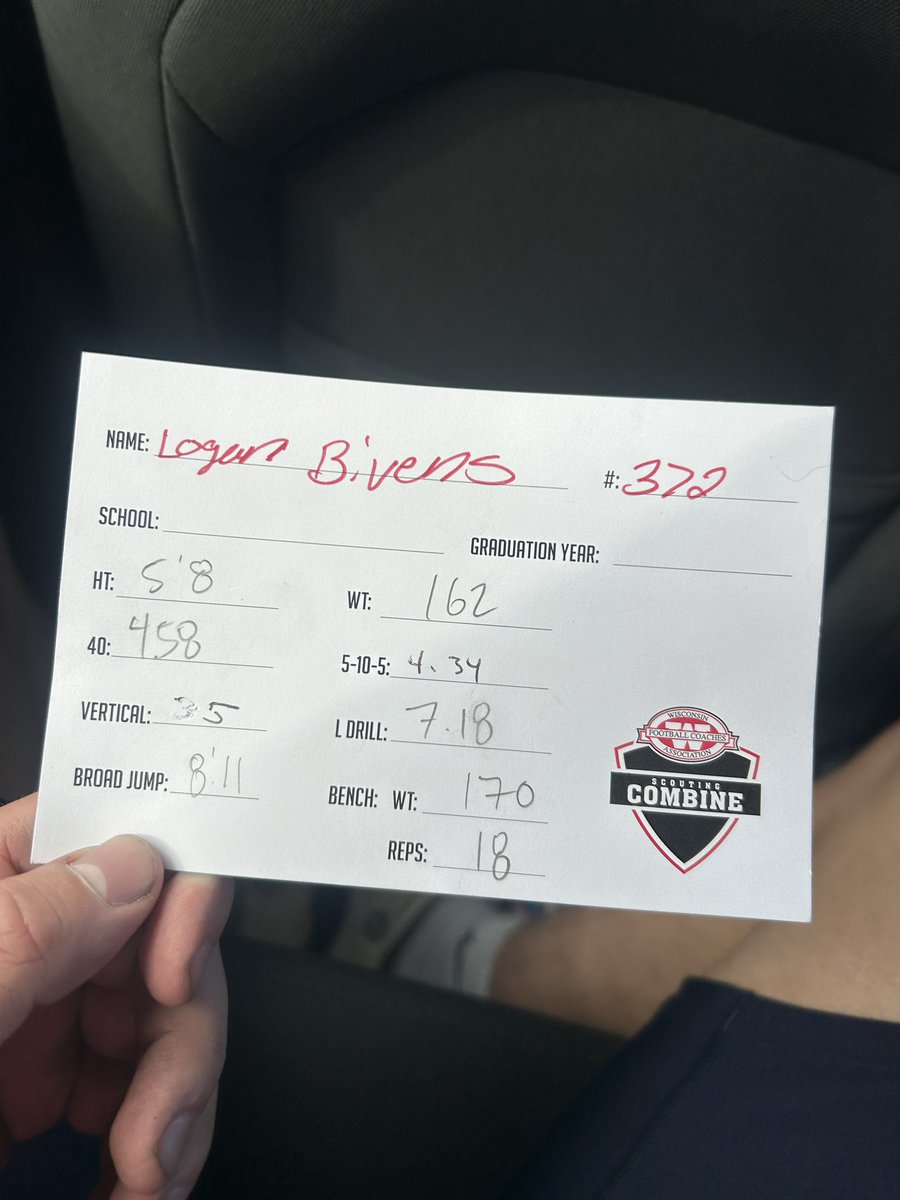 NAME: Logan Bivens #: 372
SCHOOL: GRADUATION YEAR:
HT: 5'8 WT: 162
40: 4.58 5-10-5: 4.34
VERTICAL: 35 L DRILL: 7.18
BROAD JUMP: 8'11 BENCH: WT: 170
REPS: 18
WISCONSIN
FOOTBALL COACHES
ASSOCIATION
W
SCOUTING
COMBINE